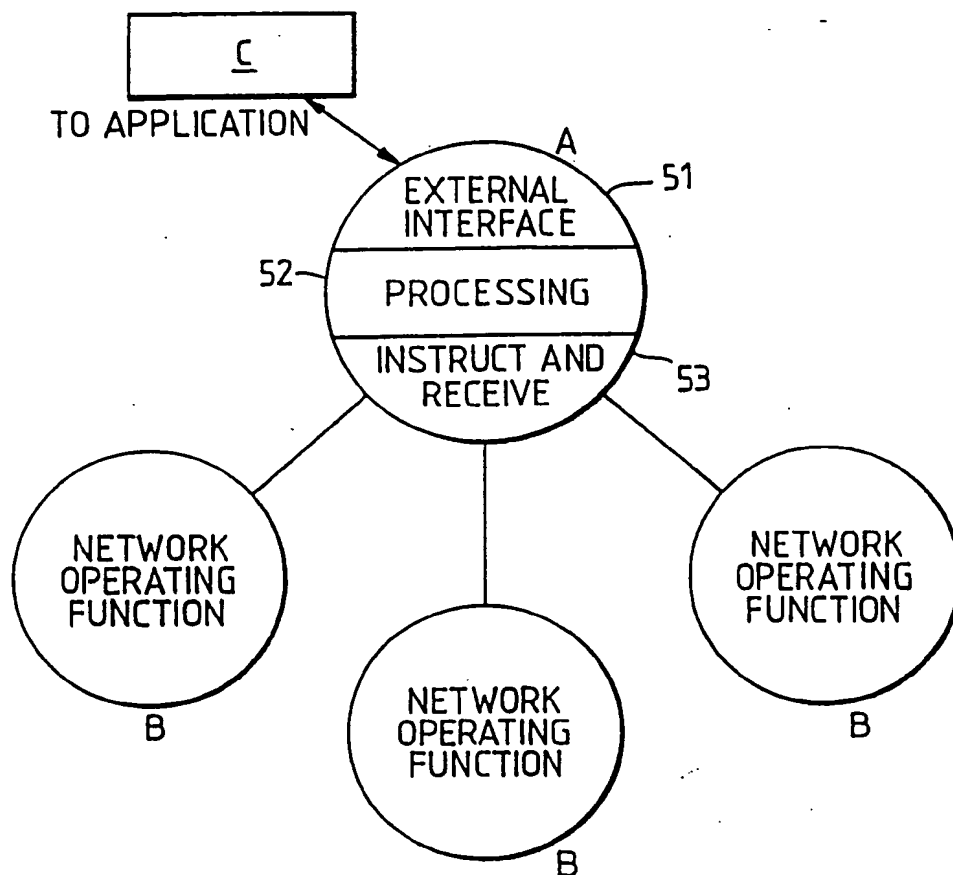 C
TO APPLICATION
A
51
EXTERNAL
INTERFACE
52
PROCESSING
INSTRUCT AND
RECEIVE
53
NETWORK
OPERATING
FUNCTION
B
NETWORK
OPERATING
FUNCTION
B
NETWORK
OPERATING
FUNCTION
B